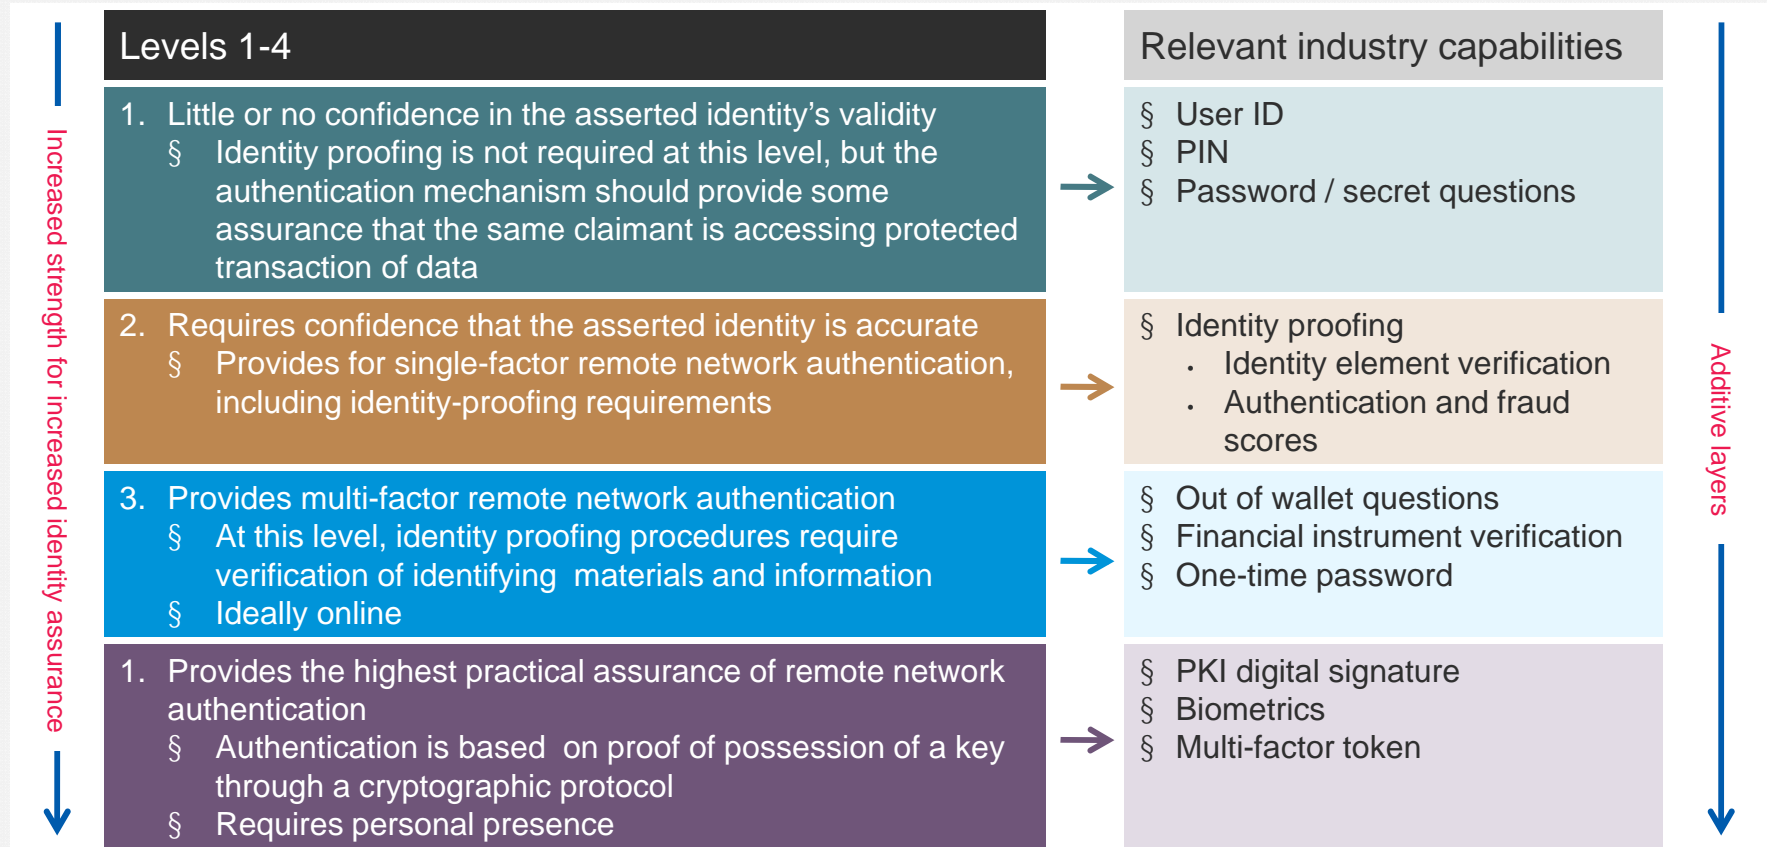 Levels 1-4
Relevant industry capabilities
Increased strength for increased identity assurance
1. Little or no confidence in the asserted identity's validity
§ Identity proofing is not required at this level, but the
authentication mechanism should provide some
assurance that the same claimant is accessing protected
transaction of data
§ User ID
§ PIN
§ Password / secret questions
2. Requires confidence that the asserted identity is accurate
§ Provides for single-factor remote network authentication,
including identity-proofing requirements
§ Identity proofing
. Identity element verification
. Authentication and fraud
scores
3. Provides multi-factor remote network authentication
§ At this level, identity proofing procedures require
verification of identifying  materials and information
§ Ideally online
§ Out of wallet questions
§ Financial instrument verification
§ One-time password
1. Provides the highest practical assurance of remote network
authentication
§ Authentication is based  on proof of possession of a key
through a cryptographic protocol
§ Requires personal presence
§ PKI digital signature
§ Biometrics
§ Multi-factor token
Additive layers